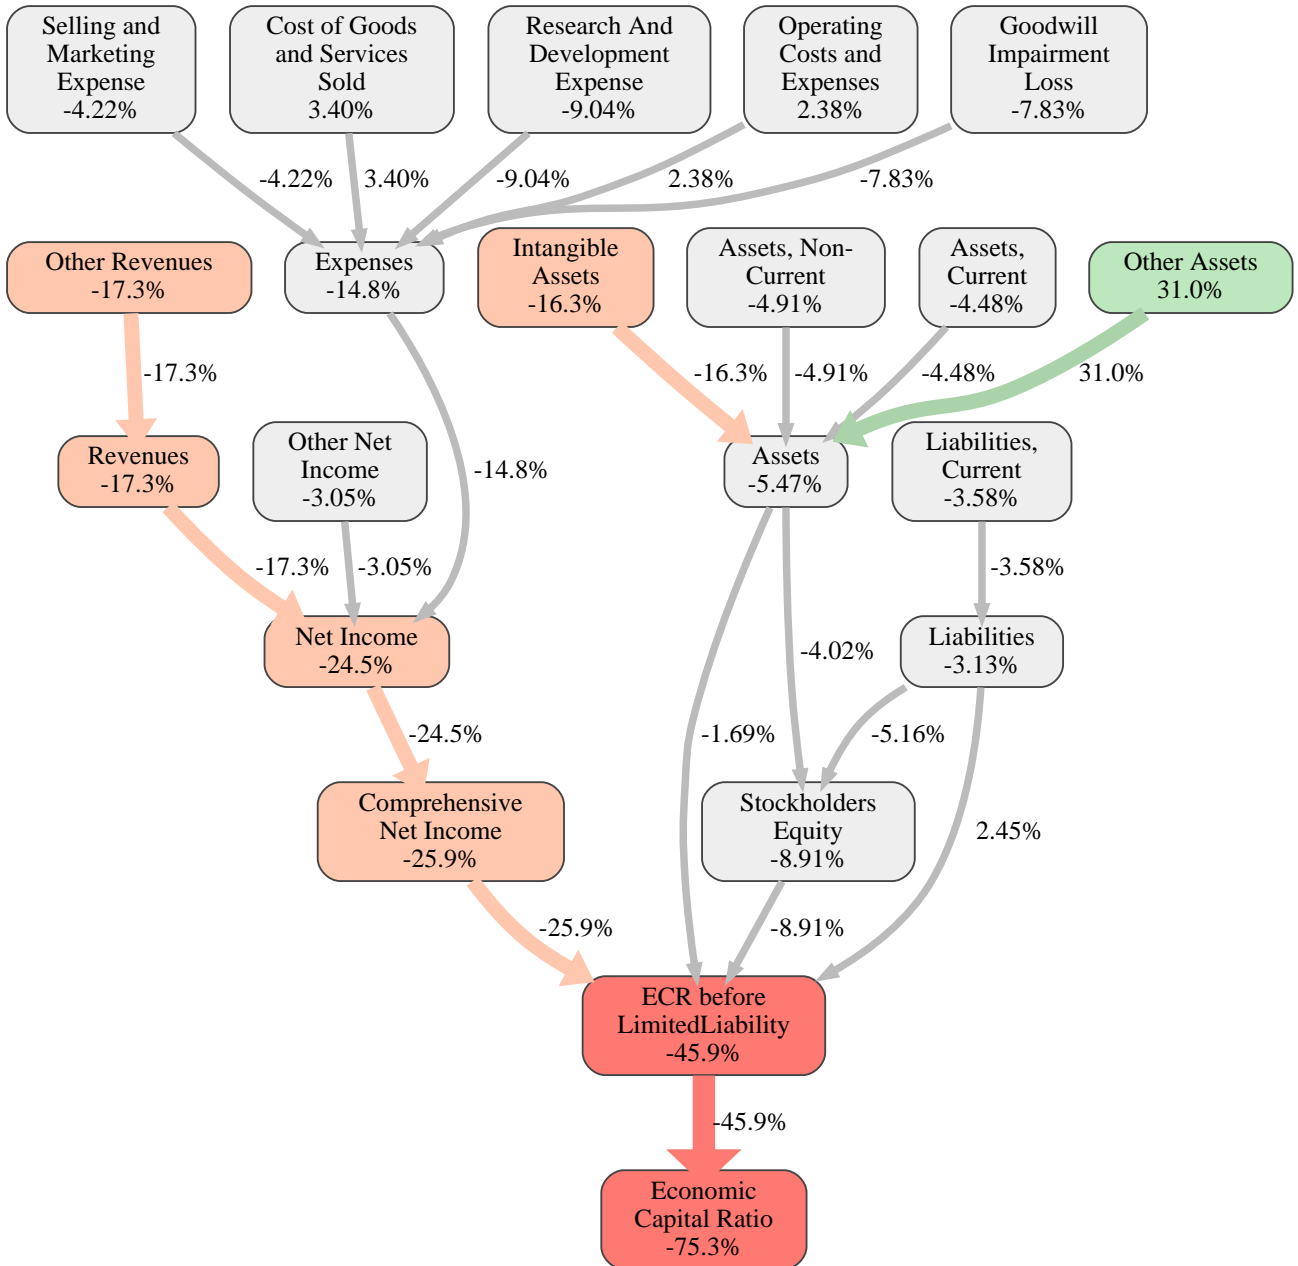 Selling and
Marketing
Expense
-4.22%
Cost of Goods
and Services
Sold
3.40%
Research And
Development
Expense
-9.04%
Operating
Costs and
Expenses
2.38%
Goodwill
Impairment
Loss
-7.83%
-4.22%
3.40%
-9.04%
2.38%
-7.83%
Other Revenues
-17.3%
Expenses
-14.8%
Intangible
Assets
-16.3%
Assets, Non-
Current
-4.91%
Assets,
Current
-4.48%
Other Assets
31.0%
-17.3%
-16.3%
-4.91%
-4.48%
31.0%
Revenues
-17.3%
Other Net
Income
-3.05%
-14.8%
Assets
-5.47%
Liabilities,
Current
-3.58%
-17.3%
-3.05%
-3.58%
Net Income
-24.5%
-4.02%
Liabilities
-3.13%
-24.5%
-1.69%
-5.16%
Comprehensive
Net Income
-25.9%
Stockholders
Equity
-8.91%
2.45%
-25.9%
-8.91%
ECR before
LimitedLiability
-45.9%
-45.9%
Economic
Capital Ratio
-75.3%